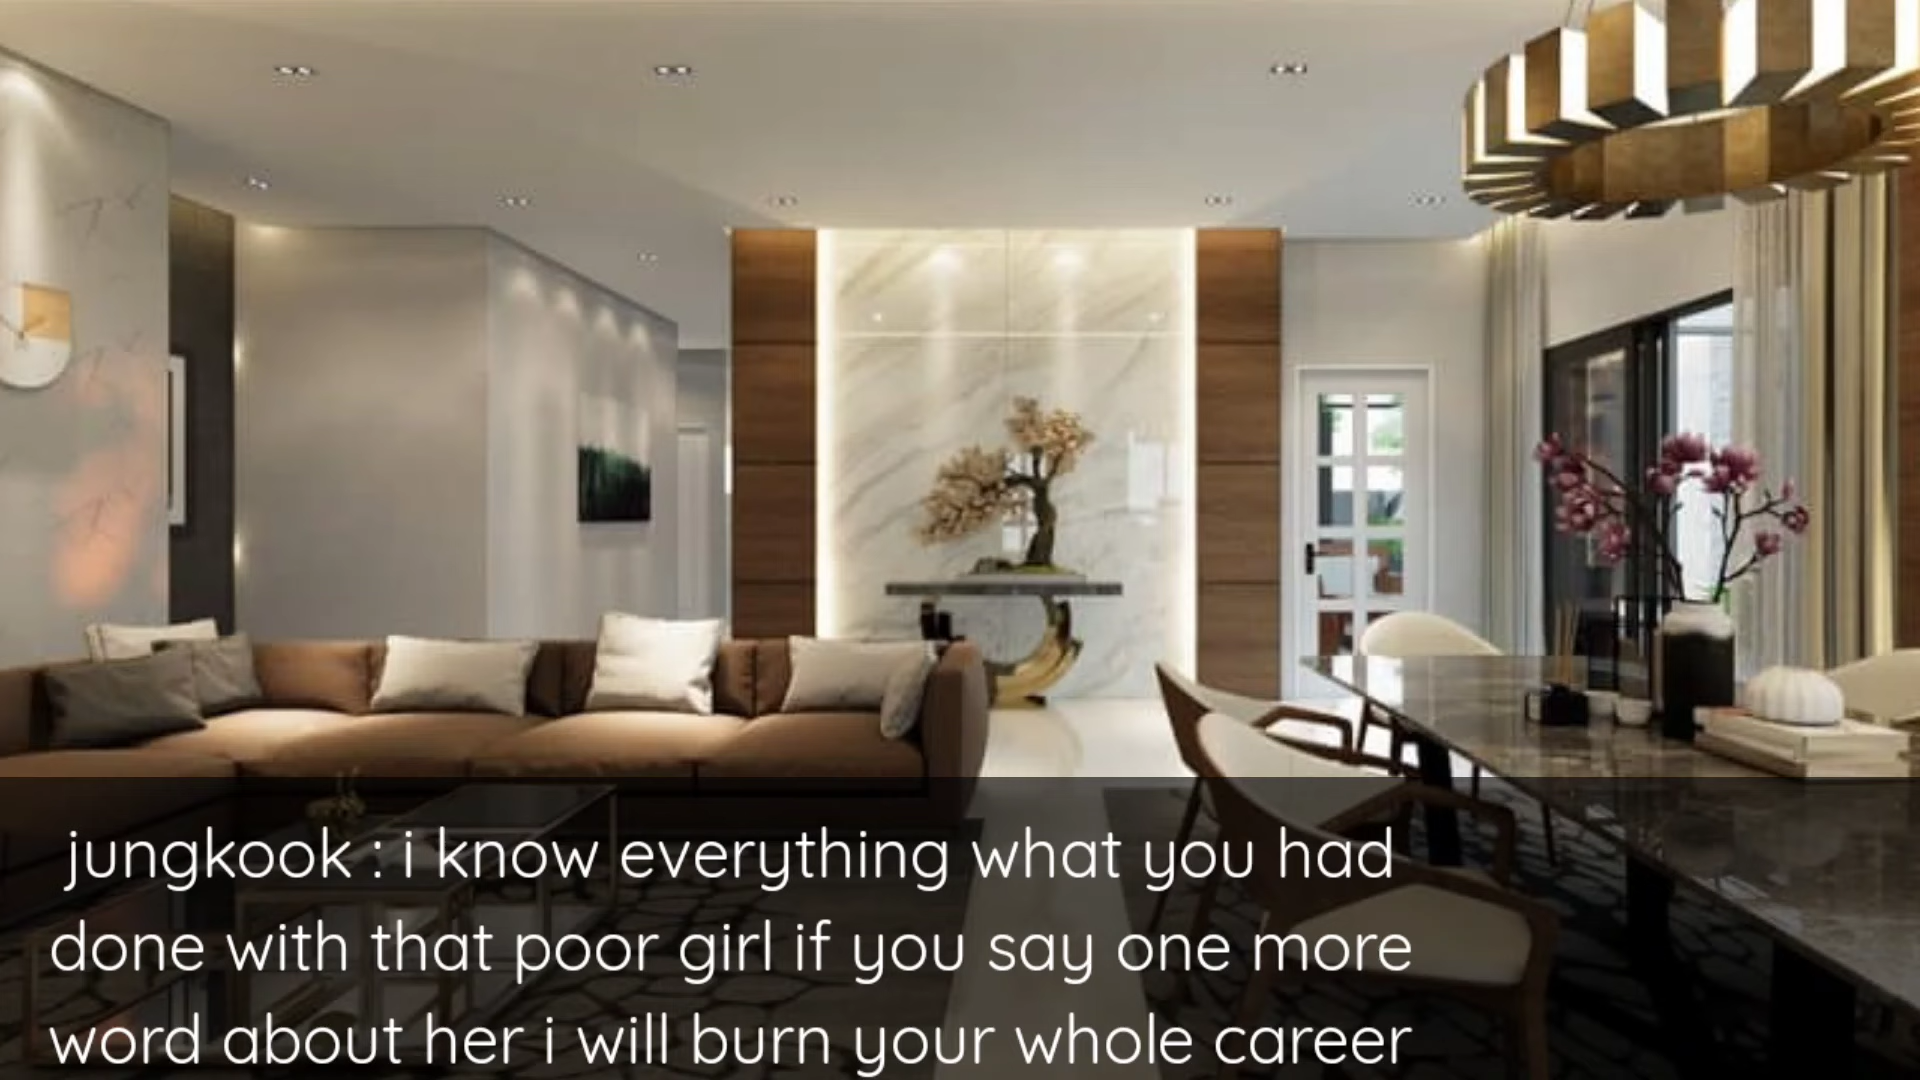 jungkook : i know everything what you had
done with that poor girl if you say one more
word about her i will burn your whole career